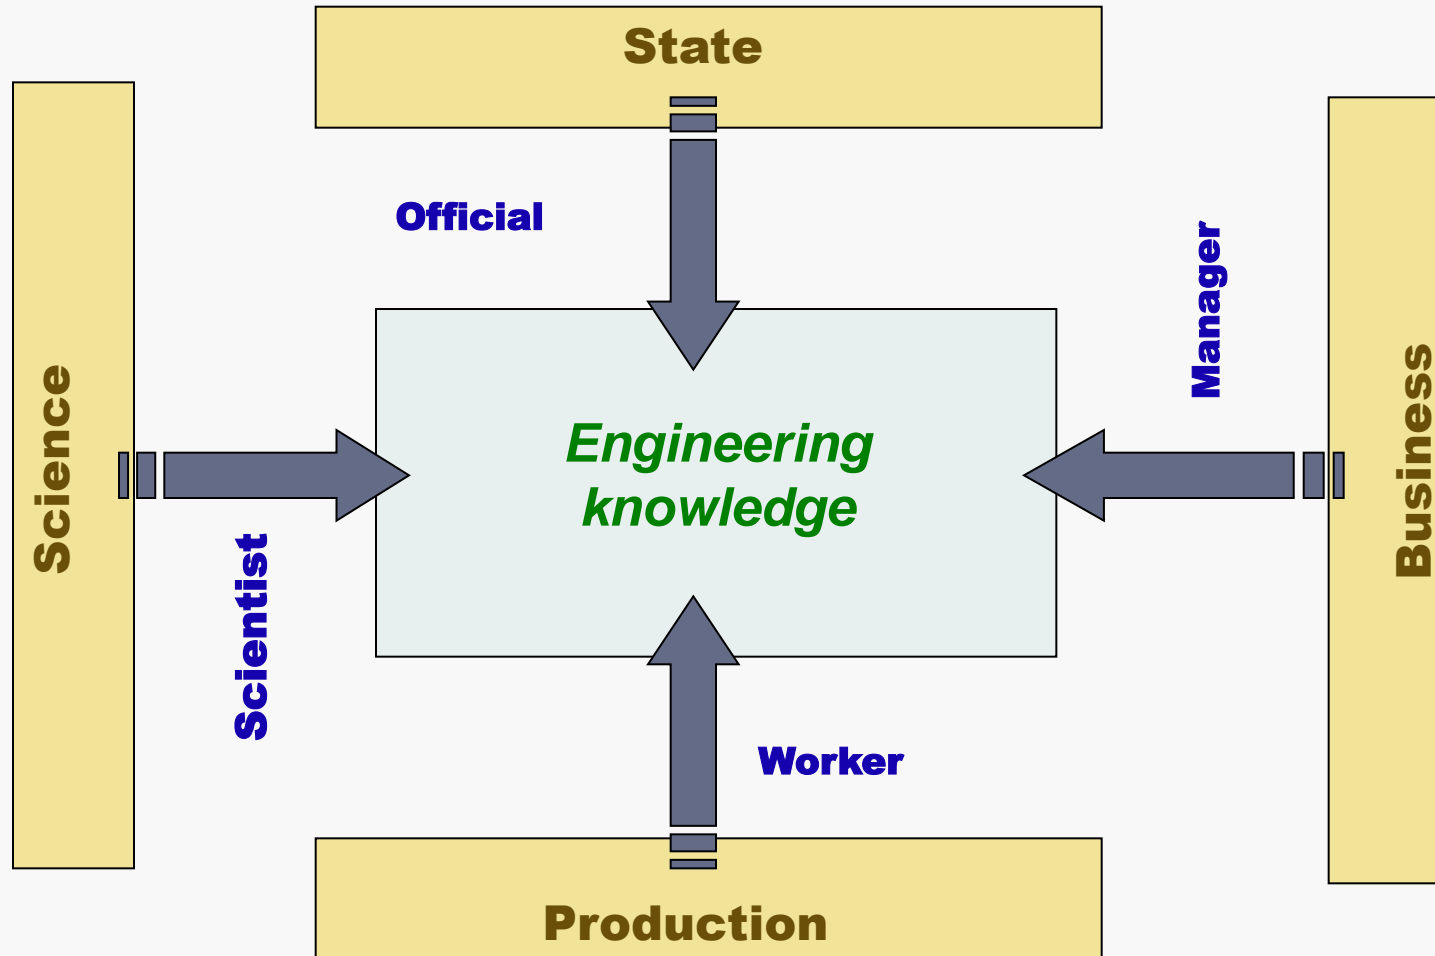 State
Official
Manager
Science
Engineering
knowledge
Business
Scientist
Worker
Production